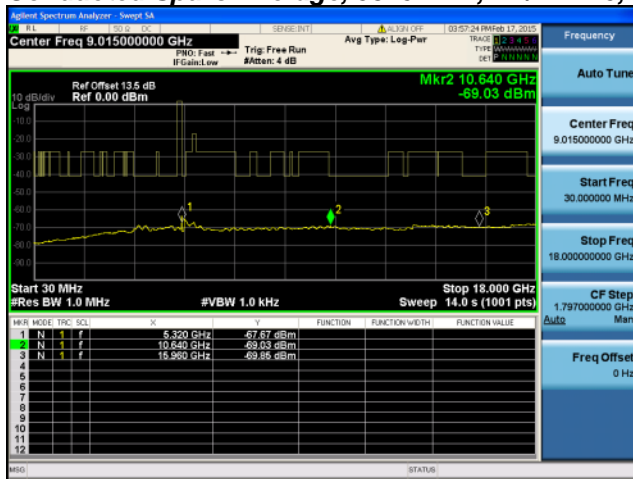 Agilent Spectrum Analyzer - Swept SA
RL RF 50 Ω DC SENSE:INT ALIGN OFF 03:57:24 PM Feb 17, 2015
Center Freq 9.015000000 GHz
PNO: Fast
IFGain:Low
Trig: Free Run
#Atten: 4 dB
Avg Type: Log-Pwr
TRACE 1 2 3 4 5 6
TYPE
DET P N N N N N
Mkr2 10.640 GHz
-69.03 dBm
Ref Offset 13.5 dB
10 dB/div Ref 0.00 dBm
Log
-10.0
-20.0
-30.0
-40.0
-50.0
-60.0
-70.0
-80.0
-90.0
1
2
3
Start 30 MHz Stop 18.000 GHz
#Res BW 1.0 MHz #VBW 1.0 kHz Sweep 14.0 s (1001 pts)
MKR MODE TRC SCL X Y FUNCTION FUNCTION WIDTH FUNCTION VALUE
1 N 1 f 5.320 GHz -67.67 dBm
2 N 1 f 10.640 GHz -69.03 dBm
3 N 1 f 15.960 GHz -69.85 dBm
4
5
6
7
8
9
10
11
12
MSG STATUS
Frequency
Auto Tune
Center Freq
9.015000000 GHz
Start Freq
30.000000 MHz
Stop Freq
18.000000000 GHz
CF Step
1.797000000 GHz
Auto Man
Freq Offset
0 Hz